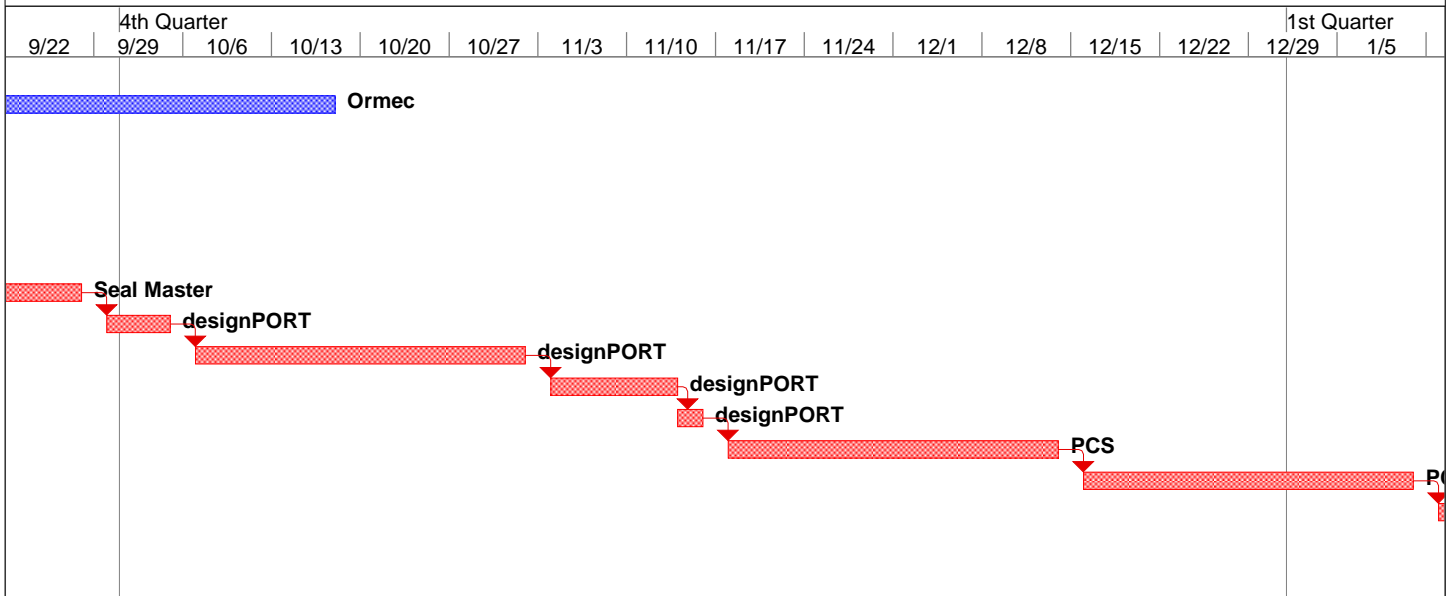 4th Quarter 1st Quarter
9/22 9/29 10/6 10/13 10/20 10/27 11/3 11/10 11/17 11/24 12/1 12/8 12/15 12/22 12/29 1/5
Ormec
Seal Master
designPORT
designPORT
designPORT
designPORT
PCS